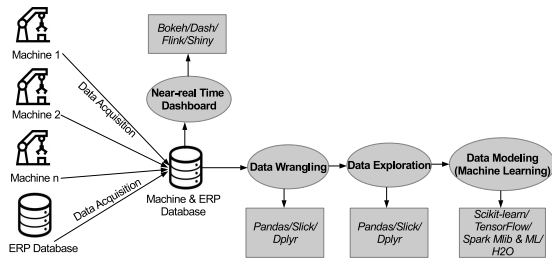 Bokeh/Dash/
Flink/Shiny
Machine 1
Data Acquisition
Near-real Time
Dashboard
Machine 2
Machine n
Data Wrangling
Data Exploration
Data Modeling
(Machine Learning)
Machine & ERP
Database
Data Acquisition
ERP Database
Pandas/Slick/
Dplyr
Pandas/Slick/
Dplyr
Scikit-learn/
TensorFlow/
Spark Mlib & ML/
H2O